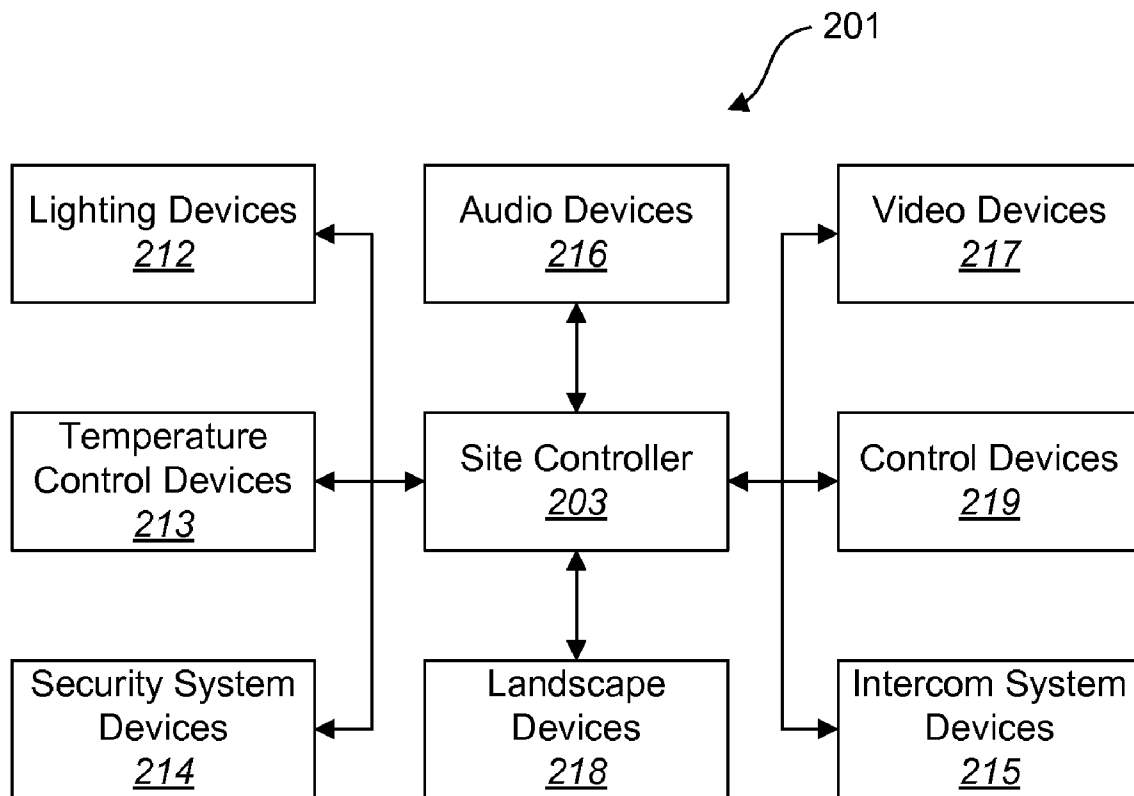 201
Lighting Devices
212
Audio Devices
216
Video Devices
217
Temperature
Control Devices
213
Site Controller
203
Control Devices
219
Security System
Devices
214
Landscape
Devices
218
Intercom System
Devices
215